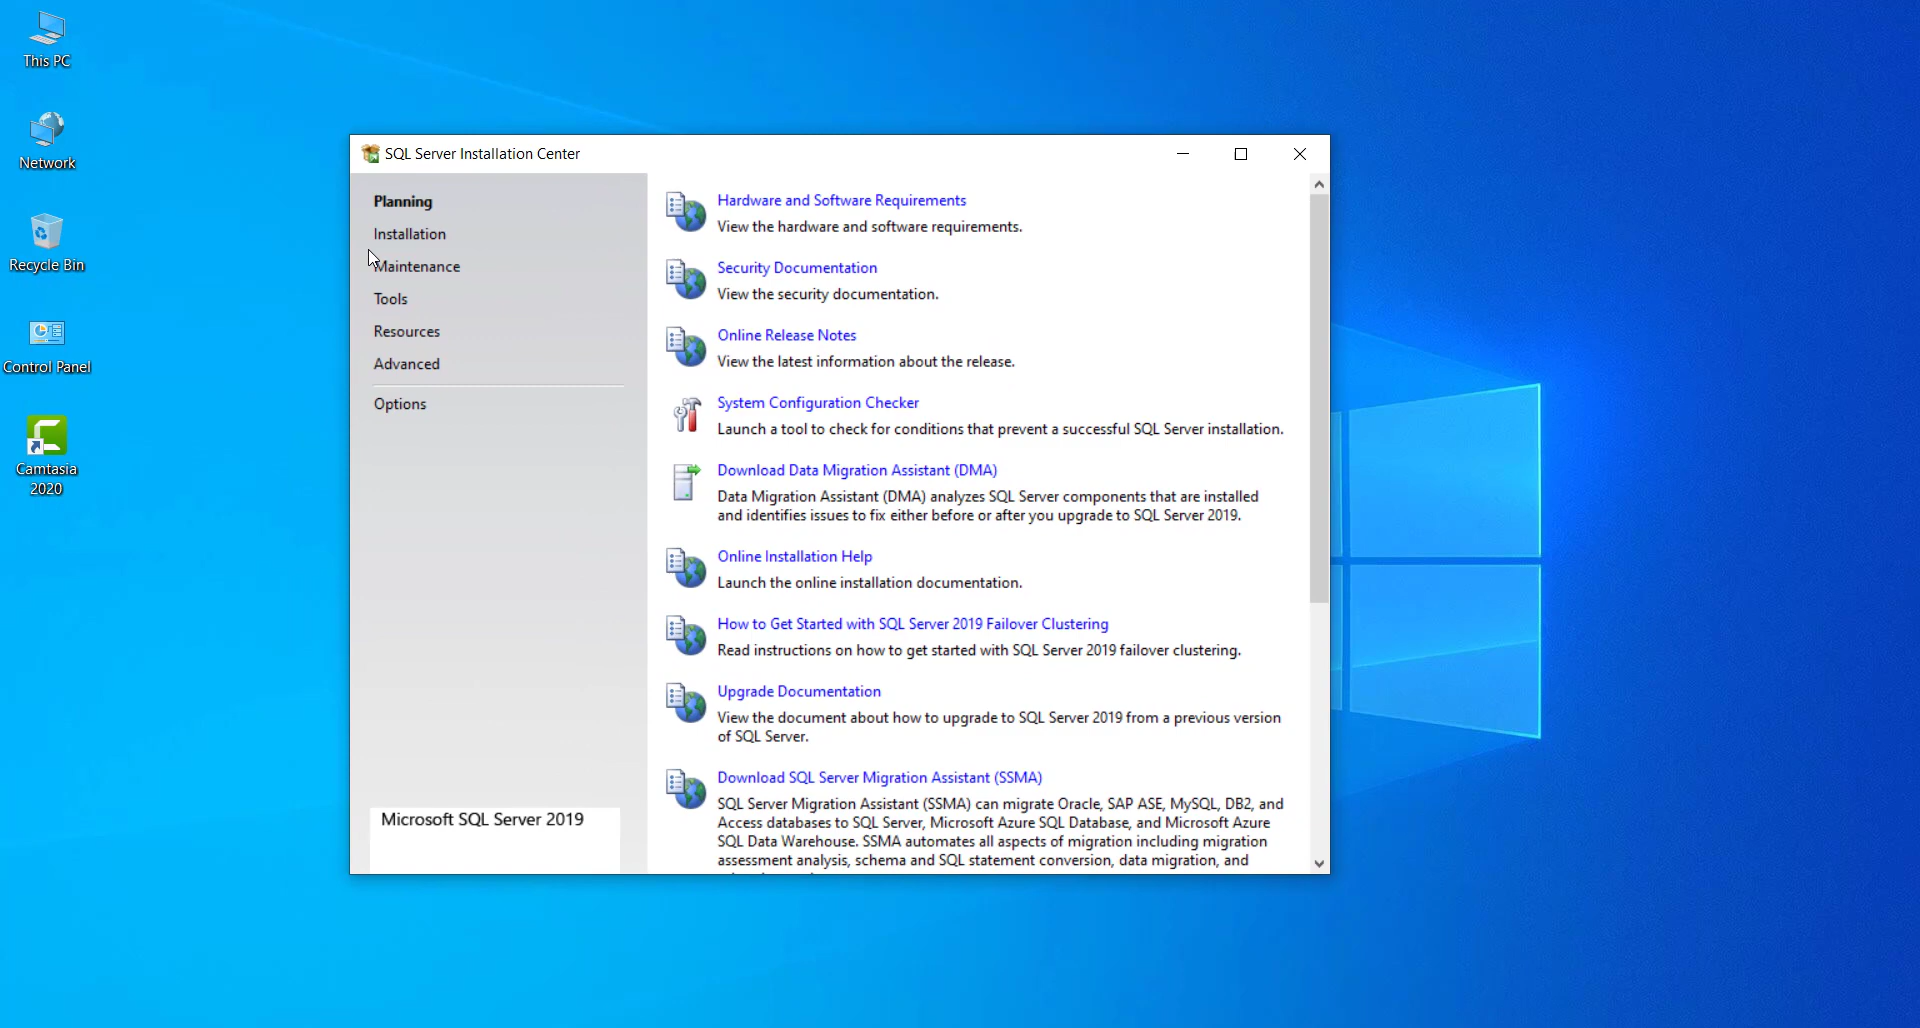 This PC
Network
Recycle Bin
Control Panel
Camtasia
2020
SQL Server Installation Center
Planning
Installation
Maintenance
Tools
Resources
Advanced
Options
Microsoft SQL Server 2019
Hardware and Software Requirements
View the hardware and software requirements.
Security Documentation
View the security documentation.
Online Release Notes
View the latest information about the release.
System Configuration Checker
Launch a tool to check for conditions that prevent a successful SQL Server installation.
Download Data Migration Assistant (DMA)
Data Migration Assistant (DMA) analyzes SQL Server components that are installed
and identifies issues to fix either before or after you upgrade to SQL Server 2019.
Online Installation Help
Launch the online installation documentation.
How to Get Started with SQL Server 2019 Failover Clustering
Read instructions on how to get started with SQL Server 2019 failover clustering.
Upgrade Documentation
View the document about how to upgrade to SQL Server 2019 from a previous version
of SQL Server.
Download SQL Server Migration Assistant (SSMA)
SQL Server Migration Assistant (SSMA) can migrate Oracle, SAP ASE, MySQL, DB2, and
Access databases to SQL Server, Microsoft Azure SQL Database, and Microsoft Azure
SQL Data Warehouse. SSMA automates all aspects of migration including migration
assessment analysis, schema and SQL statement conversion, data migration, and